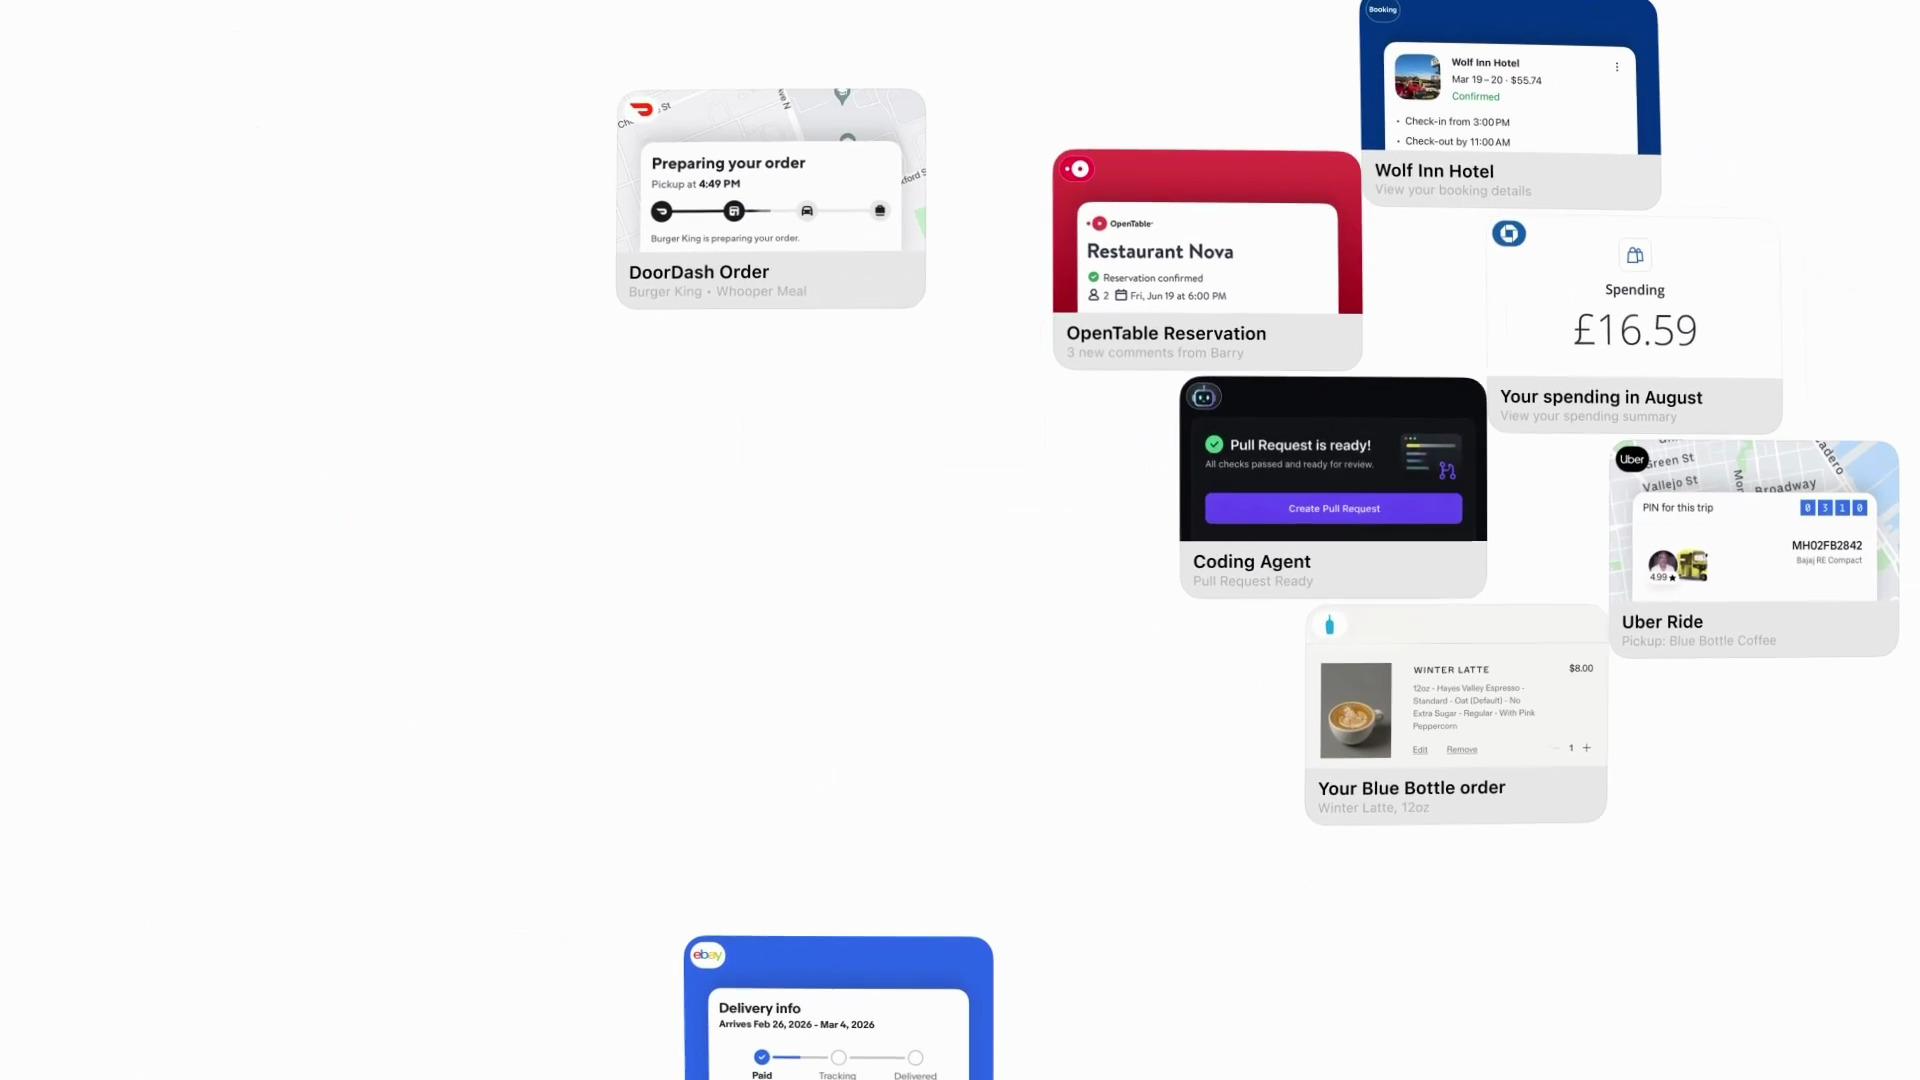 Booking
Wolf Inn Hotel
Mar 19 – 20 · $55.74
Confirmed
• Check-in from 3:00 PM
• Check-out by 11:00 AM
Wolf Inn Hotel
View your booking details
St
Ave N
Preparing your order
Pickup at 4:49 PM
Burger King is preparing your order.
DoorDash Order
Burger King • Whooper Meal
OpenTable
Restaurant Nova
Reservation confirmed
2 Fri, Jun 19 at 6:00 PM
OpenTable Reservation
3 new comments from Barry
Spending
£16.59
Your spending in August
View your spending summary
Pull Request is ready!
All checks passed and ready for review.
Create Pull Request
Coding Agent
Pull Request Ready
Uber
Green St
Vallejo St
Broadway
PIN for this trip
0 3 1 0
MH02FB2842
Bajaj RE Compact
4.99 ★
Uber Ride
Pickup: Blue Bottle Coffee
WINTER LATTE
$8.00
12oz - Hayes Valley Espresso -
Standard - Oat (Default) - No
Extra Sugar - Regular - With Pink
Peppercorn
Edit Remove
− 1 +
Your Blue Bottle order
Winter Latte, 12oz
ebay
Delivery info
Arrives Feb 26, 2026 - Mar 4, 2026
Paid Tracking Delivered